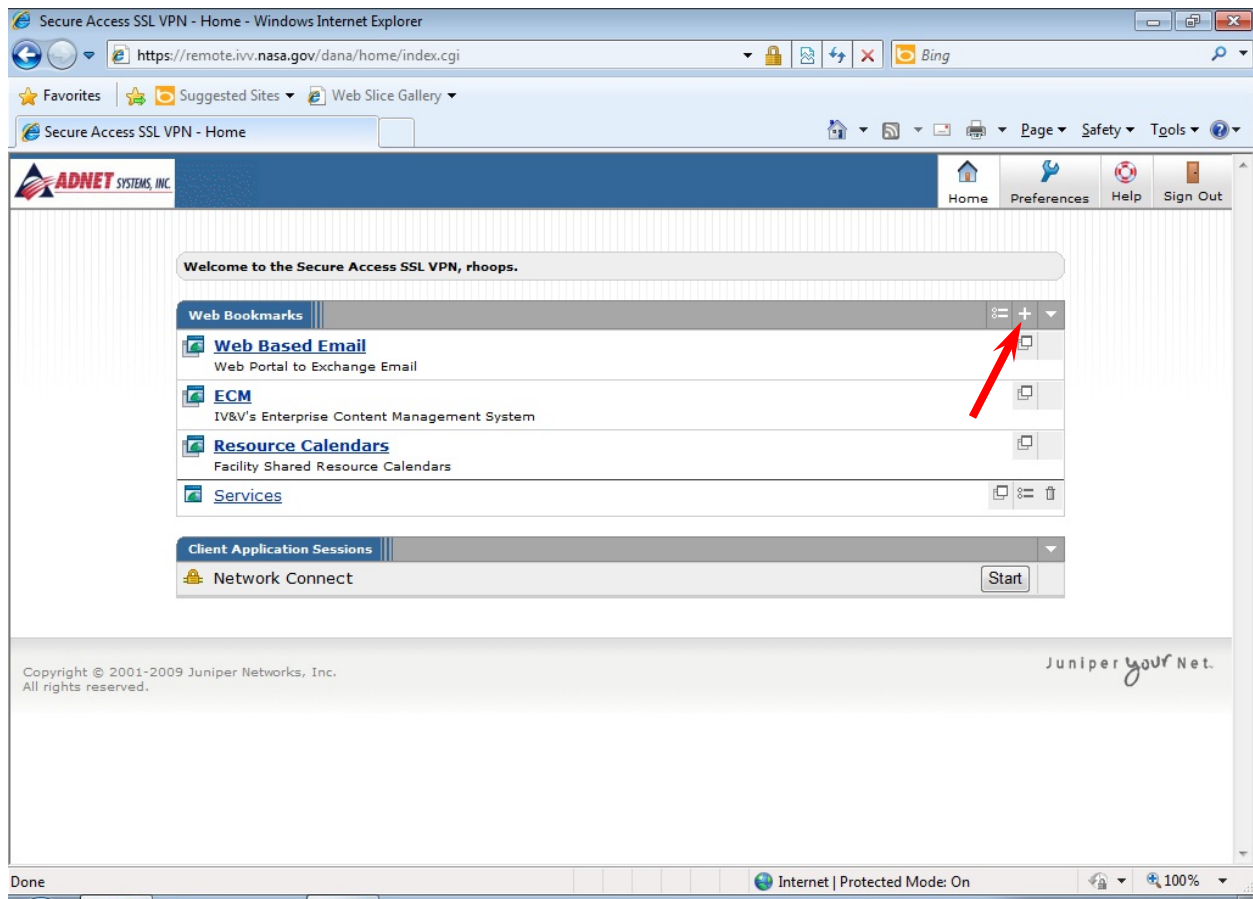 Secure Access SSL VPN - Home - Windows Internet Explorer
https://remote.ivv.nasa.gov/dana/home/index.cgi
Bing
Favorites Suggested Sites Web Slice Gallery
Secure Access SSL VPN - Home
Page Safety Tools
ADNET SYSTEMS, INC.
Home Preferences Help Sign Out
Welcome to the Secure Access SSL VPN, rhoops.
Web Bookmarks
Web Based Email
Web Portal to Exchange Email
ECM
IV&V's Enterprise Content Management System
Resource Calendars
Facility Shared Resource Calendars
Services
Client Application Sessions
Network Connect Start
Copyright © 2001-2009 Juniper Networks, Inc.
All rights reserved.
Juniper your Net.
Done Internet | Protected Mode: On 100%